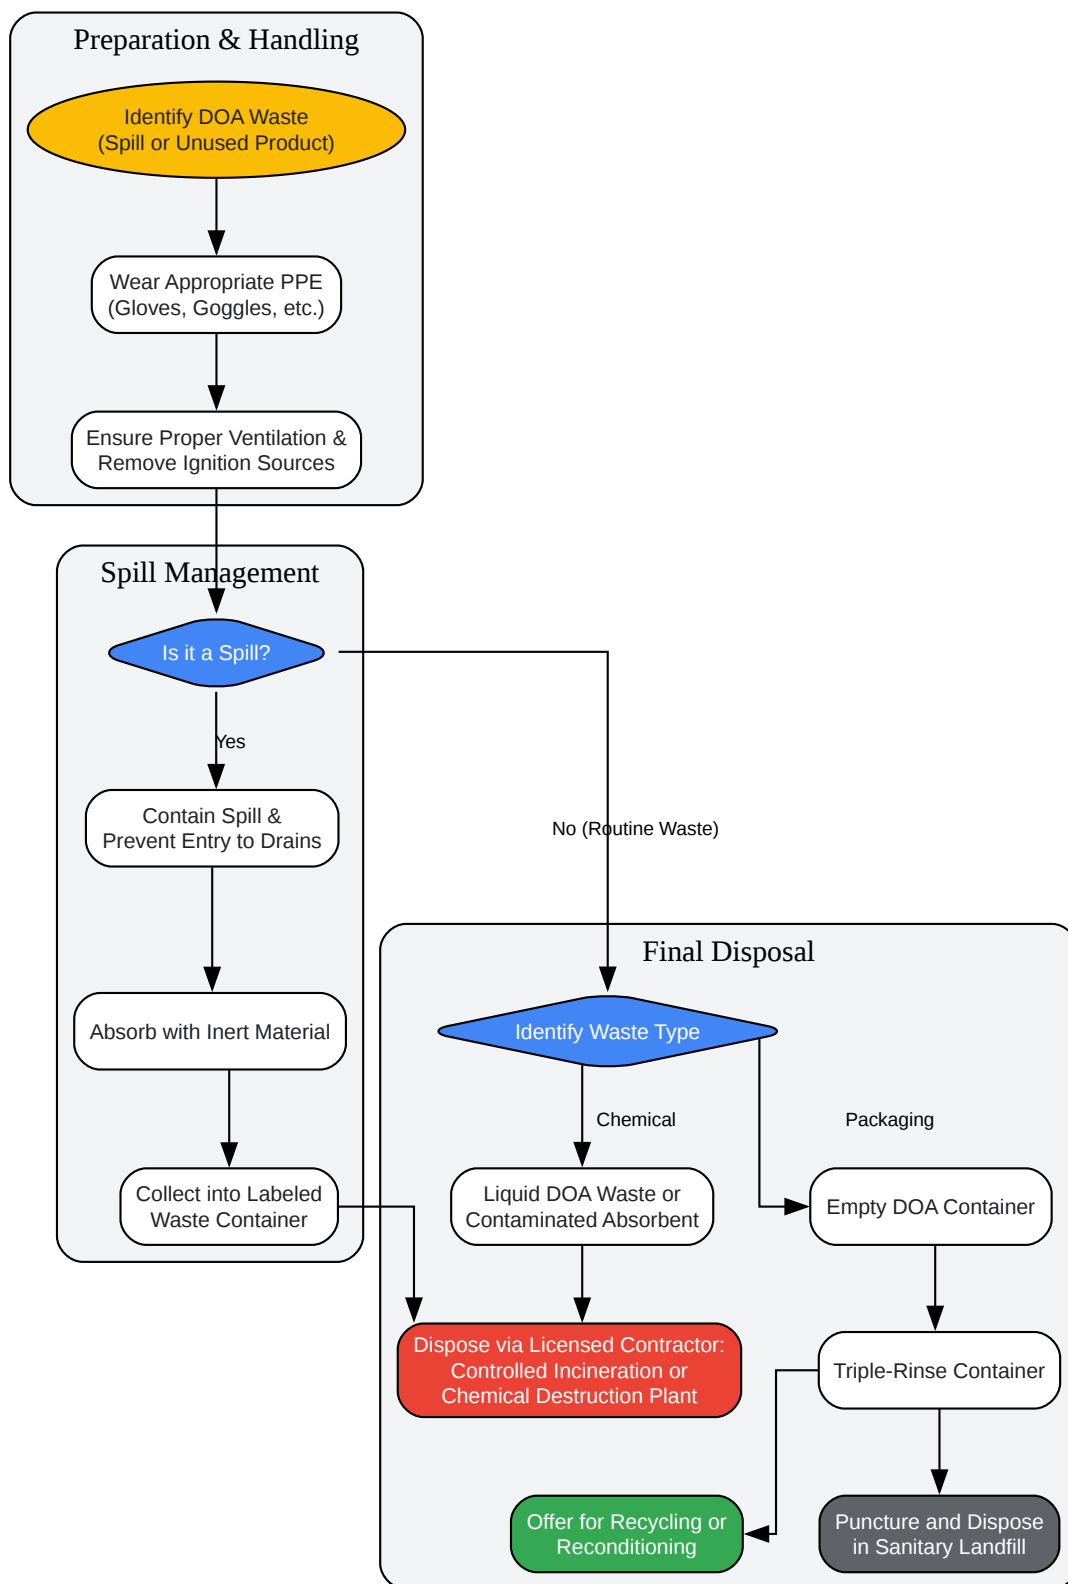 Preparation & Handling
Identify DOA Waste
(Spill or Unused Product)
Wear Appropriate PPE
(Gloves, Goggles, etc.)
Ensure Proper Ventilation &
Remove Ignition Sources
Spill Management
Is it a Spill?
Yes
Contain Spill &
Prevent Entry to Drains
No (Routine Waste)
Absorb with Inert Material
Collect into Labeled
Waste Container
Final Disposal
Identify Waste Type
Chemical
Packaging
Liquid DOA Waste or
Contaminated Absorbent
Empty DOA Container
Dispose via Licensed Contractor:
Controlled Incineration or
Chemical Destruction Plant
Triple-Rinse Container
Offer for Recycling or
Reconditioning
Puncture and Dispose
in Sanitary Landfill